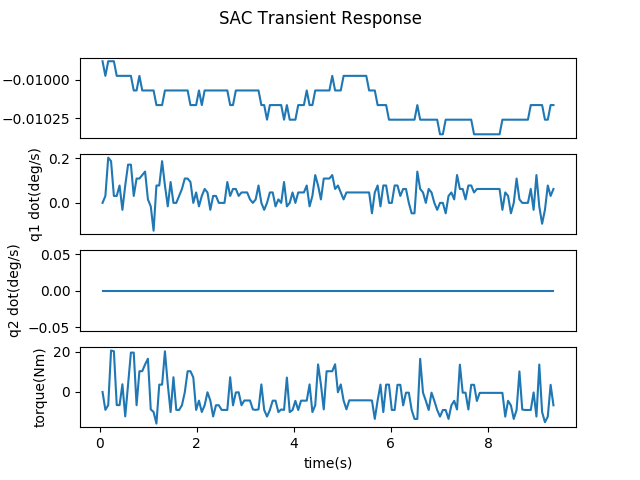 SAC Transient Response
−0.01000
−0.01025
q1 dot(deg/s)
0.2
0.0
q2 dot(deg/s)
0.05
0.00
−0.05
torque(Nm)
20
0
0 2 4 6 8
time(s)